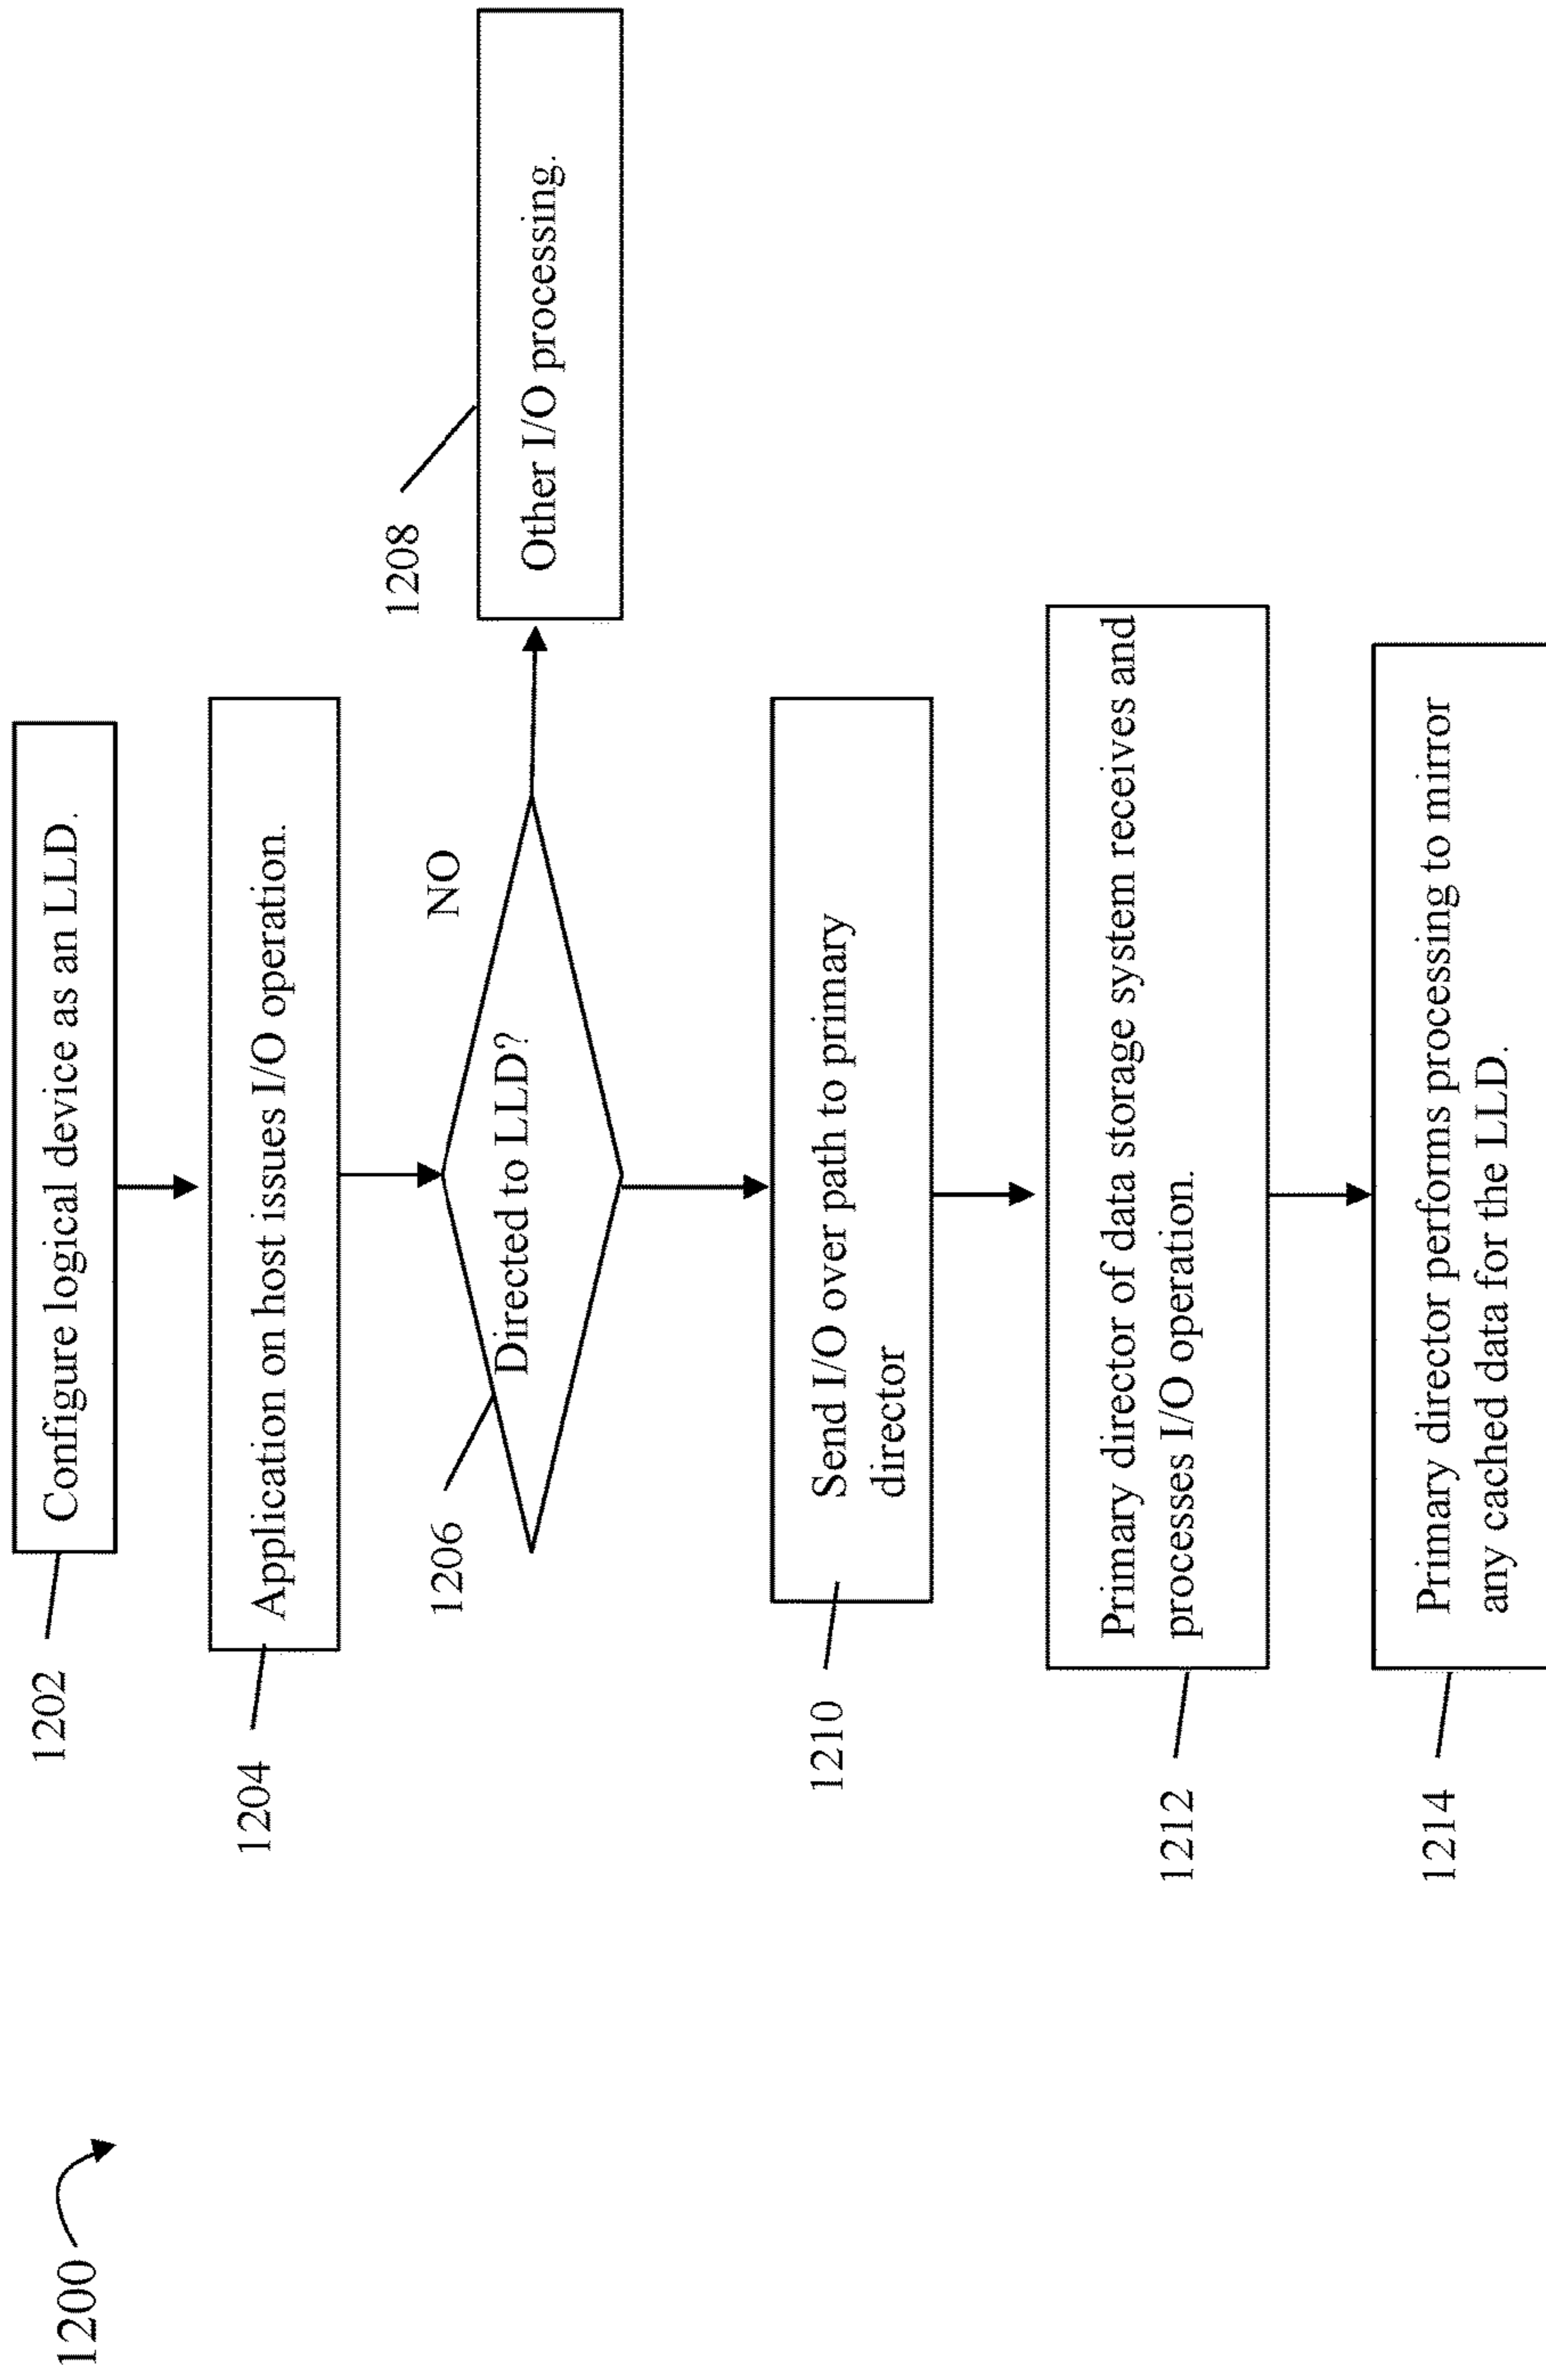 1200
1202
Configure logical device as an LLD.
1204
Application on host issues I/O operation.
1206
Directed to LLD?
NO
1208
Other I/O processing.
1210
Send I/O over path to primary
director
1212
Primary director of data storage system receives and
processes I/O operation.
1214
Primary director performs processing to mirror
any cached data for the LLD.